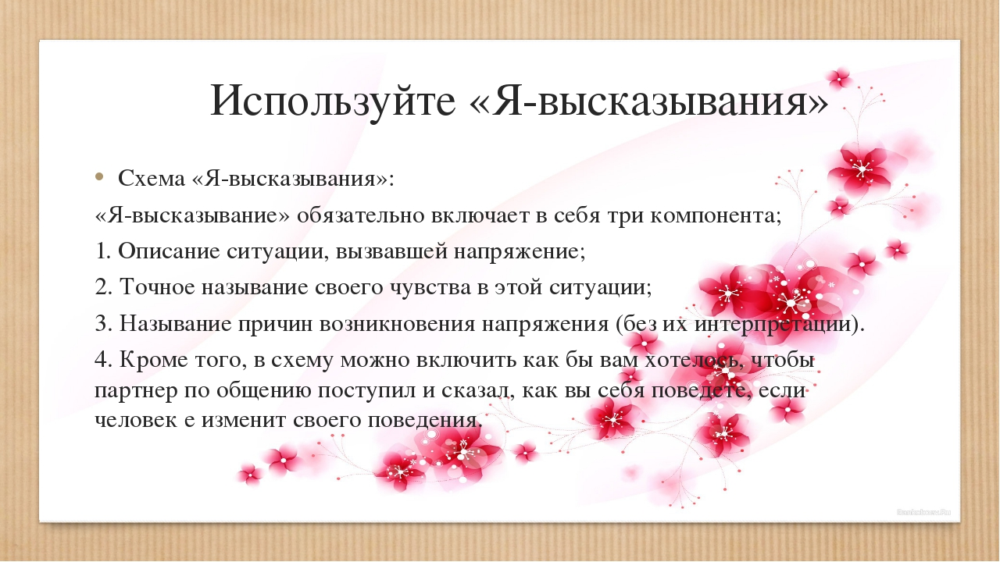 Используйте «Я-высказывания»
• Схема «Я-высказывания»:
«Я-высказывание» обязательно включает в себя три компонента;
1. Описание ситуации, вызвавшей напряжение;
2. Точное называние своего чувства в этой ситуации;
3. Называние причин возникновения напряжения (без их интерпретации).
4. Кроме того, в схему можно включить как бы вам хотелось, чтобы
партнер по общению поступил и сказал, как вы себя поведете, если
человек е изменит своего поведения.